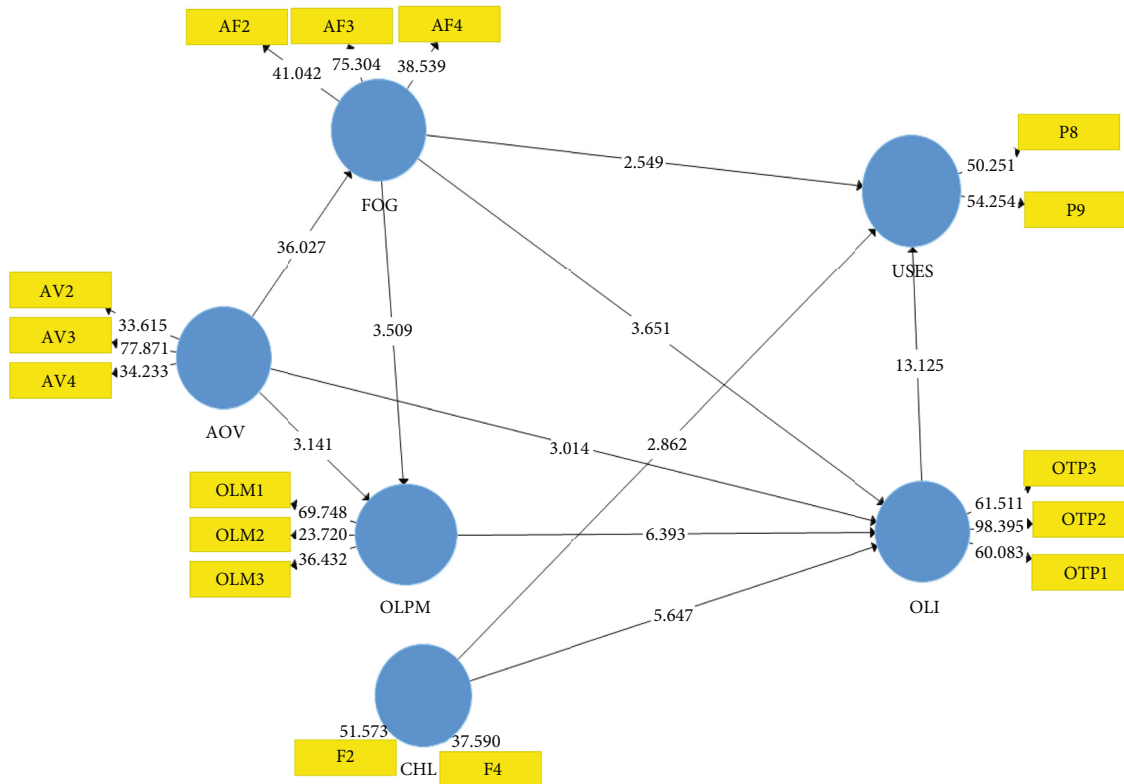 AF2
AF3
AF4
41.042
75.304
38.539
FOG
P8
P9
50.251
54.254
USES
2.549
36.027
AV2
AV3
AV4
33.615
77.871
34.233
AOV
3.509
3.651
13.125
3.141
3.014
2.862
OLM1
OLM2
OLM3
69.748
23.720
36.432
OLPM
6.393
OTP3
OTP2
OTP1
61.511
98.395
60.083
OLI
5.647
51.573
37.590
F2
CHL
F4